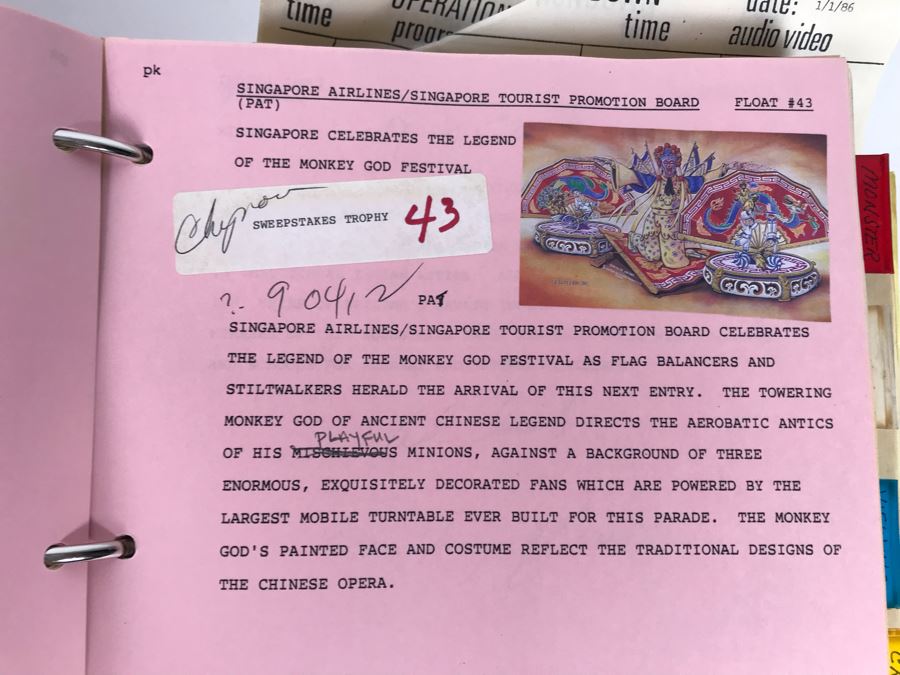 time
OPERATION
time
date: 1/1/86
audio video
pk
SINGAPORE AIRLINES/SINGAPORE TOURIST PROMOTION BOARD FLOAT #43
(PAT)
SINGAPORE CELEBRATES THE LEGEND
OF THE MONKEY GOD FESTIVAL
SWEEPSTAKES TROPHY 43
PAT
SINGAPORE AIRLINES/SINGAPORE TOURIST PROMOTION BOARD CELEBRATES
THE LEGEND OF THE MONKEY GOD FESTIVAL AS FLAG BALANCERS AND
STILTWALKERS HERALD THE ARRIVAL OF THIS NEXT ENTRY. THE TOWERING
MONKEY GOD OF ANCIENT CHINESE LEGEND DIRECTS THE AEROBATIC ANTICS
PLAYFUL
OF HIS MISCHIEVOUS MINIONS, AGAINST A BACKGROUND OF THREE
ENORMOUS, EXQUISITELY DECORATED FANS WHICH ARE POWERED BY THE
LARGEST MOBILE TURNTABLE EVER BUILT FOR THIS PARADE. THE MONKEY
GOD'S PAINTED FACE AND COSTUME REFLECT THE TRADITIONAL DESIGNS OF
THE CHINESE OPERA.
MONSTER